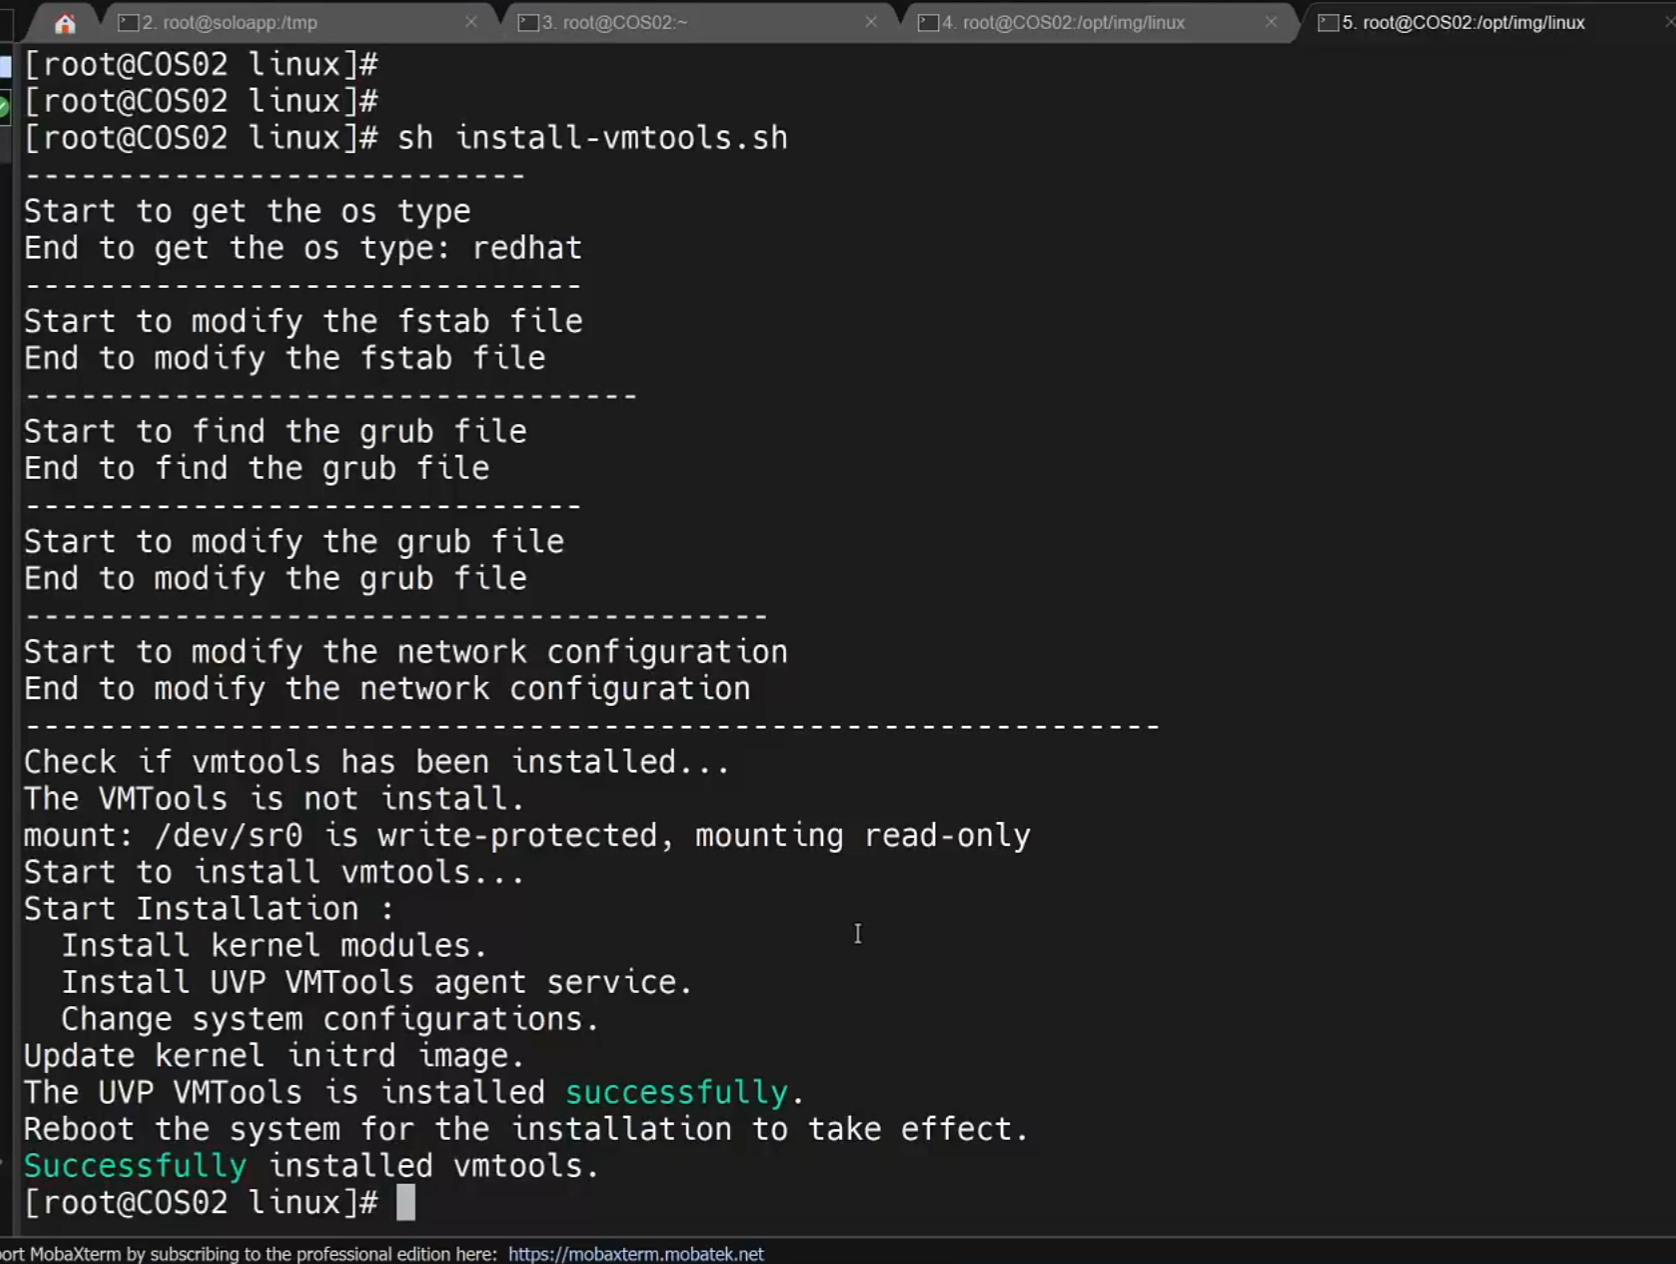 2. root@soloapp:/tmp
3. root@COS02:~
4. root@COS02:/opt/img/linux
5. root@COS02:/opt/img/linux
[root@COS02 linux]#
[root@COS02 linux]#
[root@COS02 linux]# sh install-vmtools.sh
---------------------------
Start to get the os type
End to get the os type: redhat
------------------------------
Start to modify the fstab file
End to modify the fstab file
---------------------------------
Start to find the grub file
End to find the grub file
------------------------------
Start to modify the grub file
End to modify the grub file
----------------------------------------
Start to modify the network configuration
End to modify the network configuration
-------------------------------------------------------------
Check if vmtools has been installed...
The VMTools is not install.
mount: /dev/sr0 is write-protected, mounting read-only
Start to install vmtools...
Start Installation :
  Install kernel modules.
  Install UVP VMTools agent service.
  Change system configurations.
Update kernel initrd image.
The UVP VMTools is installed successfully.
Reboot the system for the installation to take effect.
Successfully installed vmtools.
[root@COS02 linux]#
ort MobaXterm by subscribing to the professional edition here: https://mobaxterm.mobatek.net